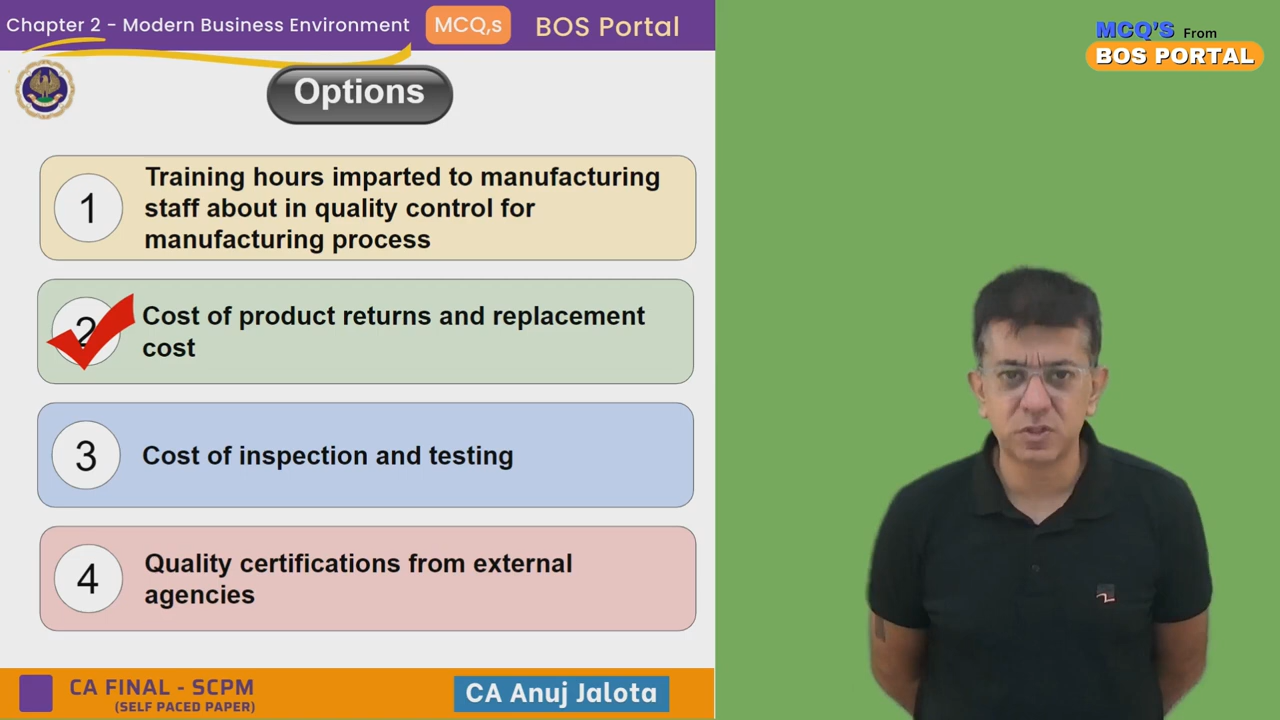 Chapter 2 - Modern Business Environment
MCQ,s
BOS Portal
MCQ'S From
BOS PORTAL
Options
1
Training hours imparted to manufacturing
staff about in quality control for
manufacturing process
2
Cost of product returns and replacement
cost
3
Cost of inspection and testing
4
Quality certifications from external
agencies
CA FINAL - SCPM
(SELF PACED PAPER)
CA Anuj Jalota